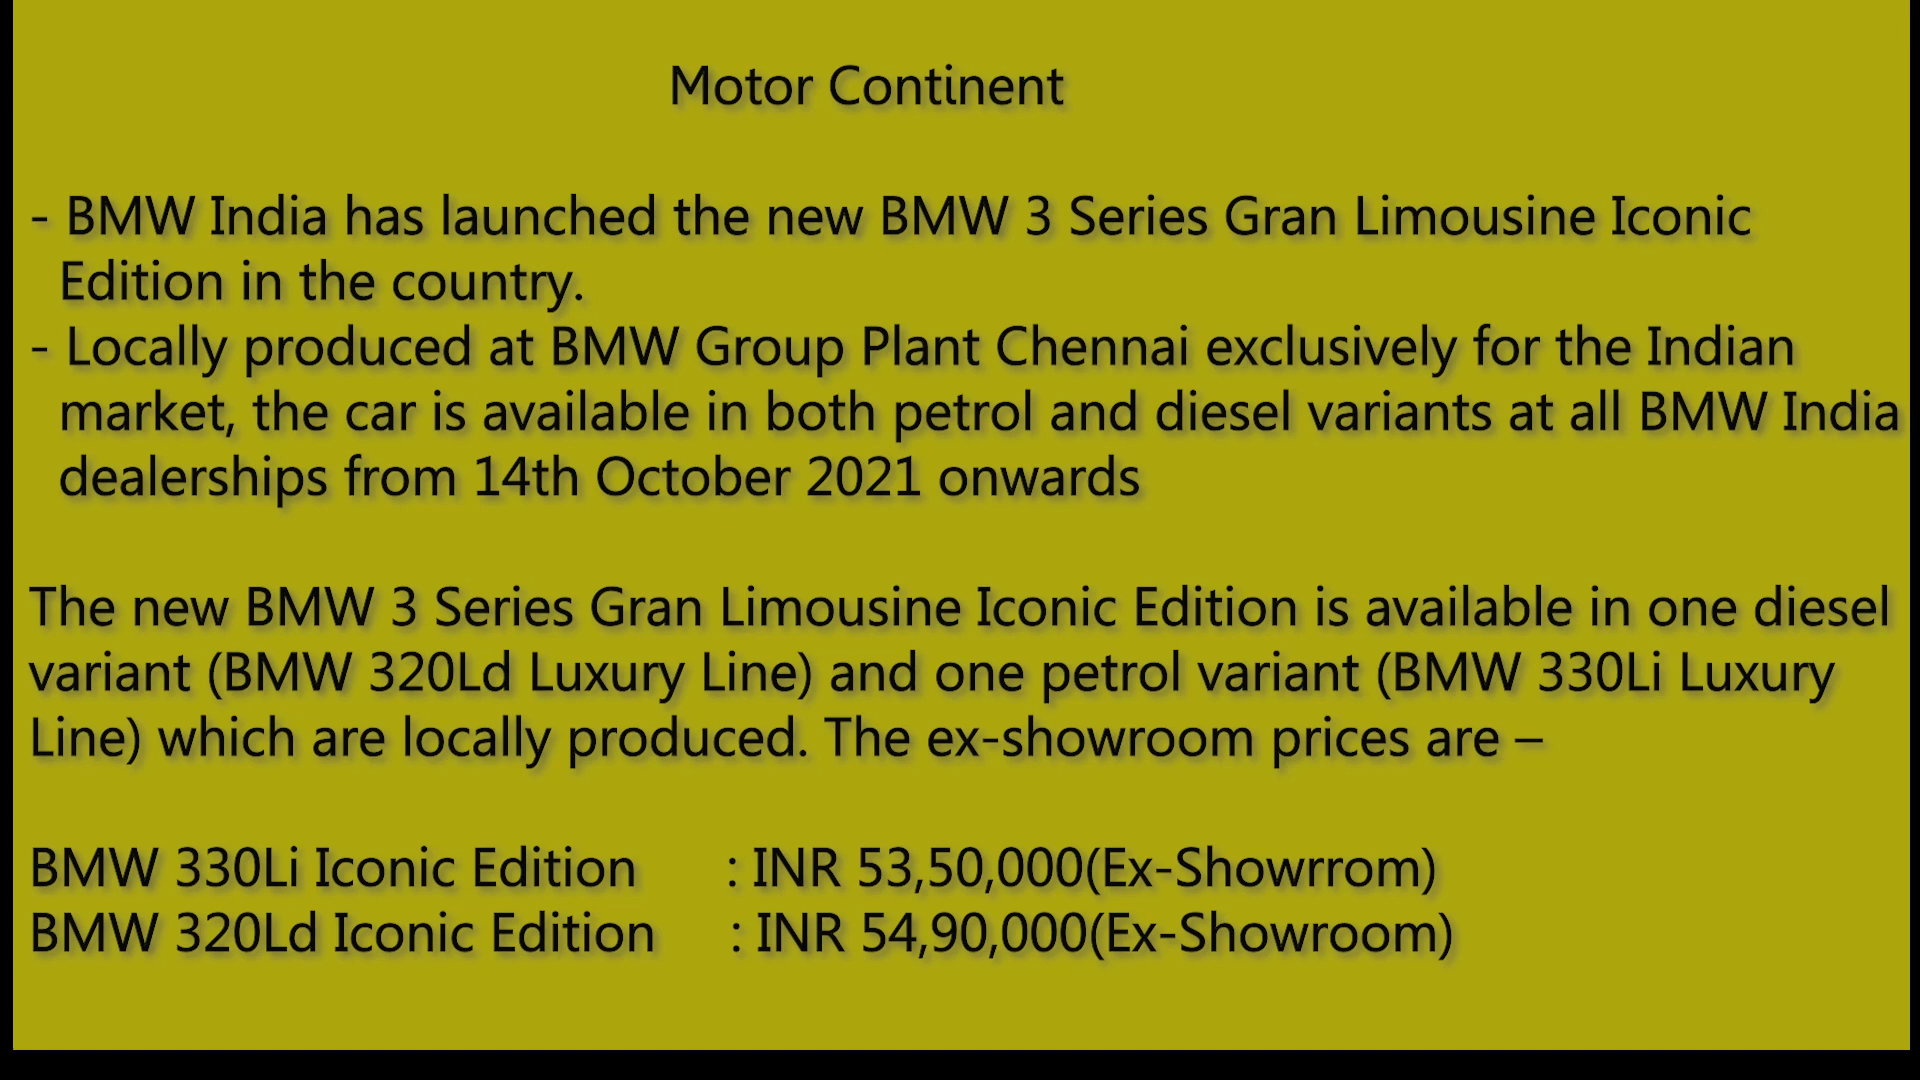 Motor Continent
- BMW India has launched the new BMW 3 Series Gran Limousine Iconic
Edition in the country.
- Locally produced at BMW Group Plant Chennai exclusively for the Indian
market, the car is available in both petrol and diesel variants at all BMW India
dealerships from 14th October 2021 onwards
The new BMW 3 Series Gran Limousine Iconic Edition is available in one diesel
variant (BMW 320Ld Luxury Line) and one petrol variant (BMW 330Li Luxury
Line) which are locally produced. The ex-showroom prices are –
BMW 330Li Iconic Edition : INR 53,50,000(Ex-Showrrom)
BMW 320Ld Iconic Edition : INR 54,90,000(Ex-Showroom)